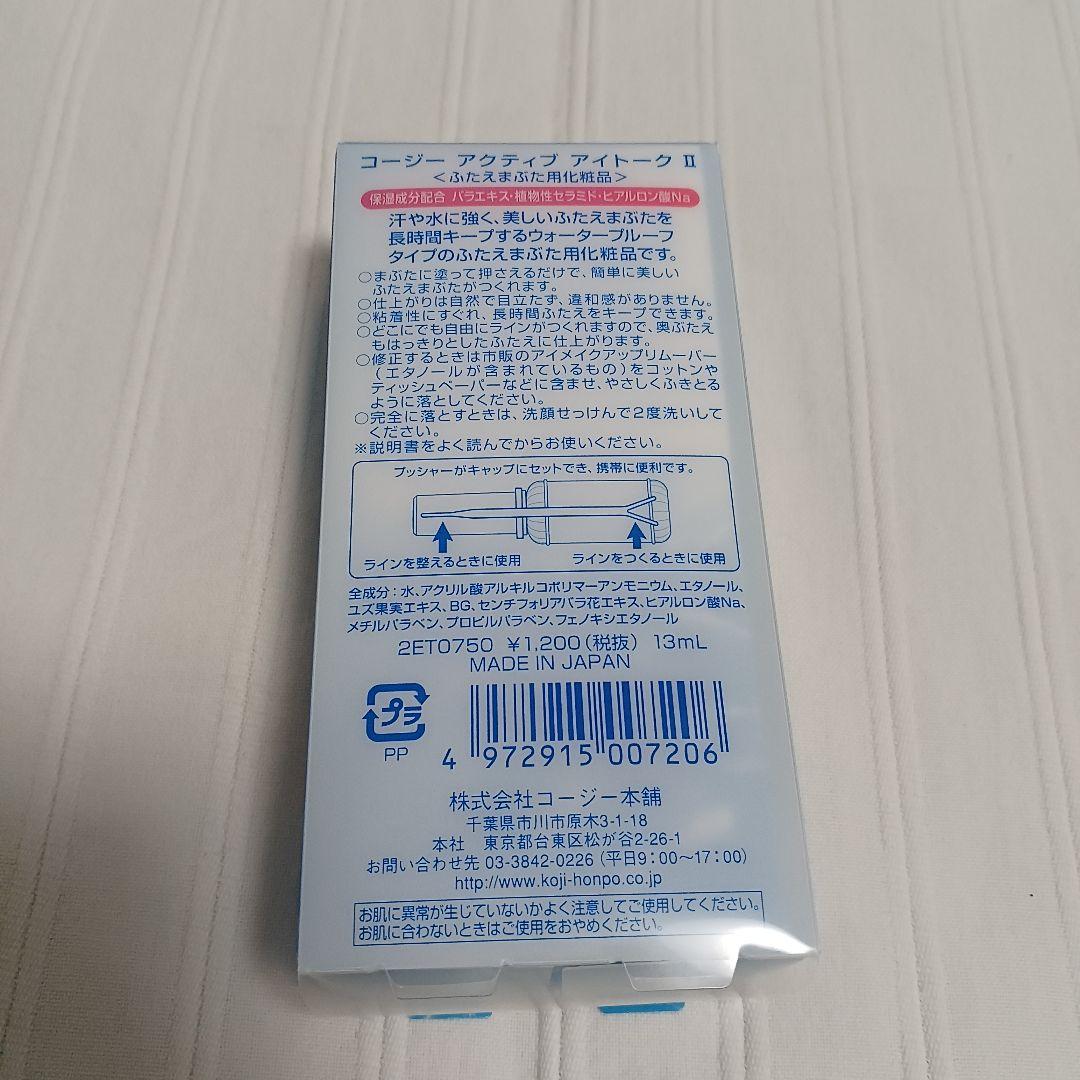 コージー アクティブ アイトーク Ⅱ
＜ふたえまぶた用化粧品＞
保湿成分配合 バラエキス・植物性セラミド・ヒアルロン酸Na
汗や水に強く、美しいふたえまぶたを
長時間キープするウォータープルーフ
タイプのふたえまぶた用化粧品です。
○まぶたに塗って押さえるだけで、簡単に美しい
ふたえまぶたがつくれます。
○仕上がりは自然で目立たず、違和感がありません。
○粘着性にすぐれ、長時間ふたえをキープできます。
○どこにでも自由にラインがつくれますので、奥ぶたえ
もはっきりとしたふたえに仕上がります。
○修正するときは市販のアイメイクアップリムーバー
（エタノールが含まれているもの）をコットンや
ティッシュペーパーなどに含ませ、やさしくふきとる
ように落としてください。
○完全に落とすときは、洗顔せっけんで2度洗いして
ください。
※説明書をよく読んでからお使いください。
プッシャーがキャップにセットでき、携帯に便利です。
ラインを整えるときに使用 ラインをつくるときに使用
全成分：水、アクリル酸アルキルコポリマーアンモニウム、エタノール、
ユズ果実エキス、BG、センチフォリアバラ花エキス、ヒアルロン酸Na、
メチルパラベン、プロピルパラベン、フェノキシエタノール
2ET0750 ¥1,200（税抜） 13mL
MADE IN JAPAN
プラ
PP
4 972915 007206
株式会社コージー本舗
千葉県市川市原木3-1-18
本社 東京都台東区松が谷2-26-1
お問い合わせ先 03-3842-0226（平日9：00～17：00）
http://www.koji-honpo.co.jp
お肌に異常が生じていないかよく注意してご使用してください。
お肌に合わないときはご使用をおやめください。